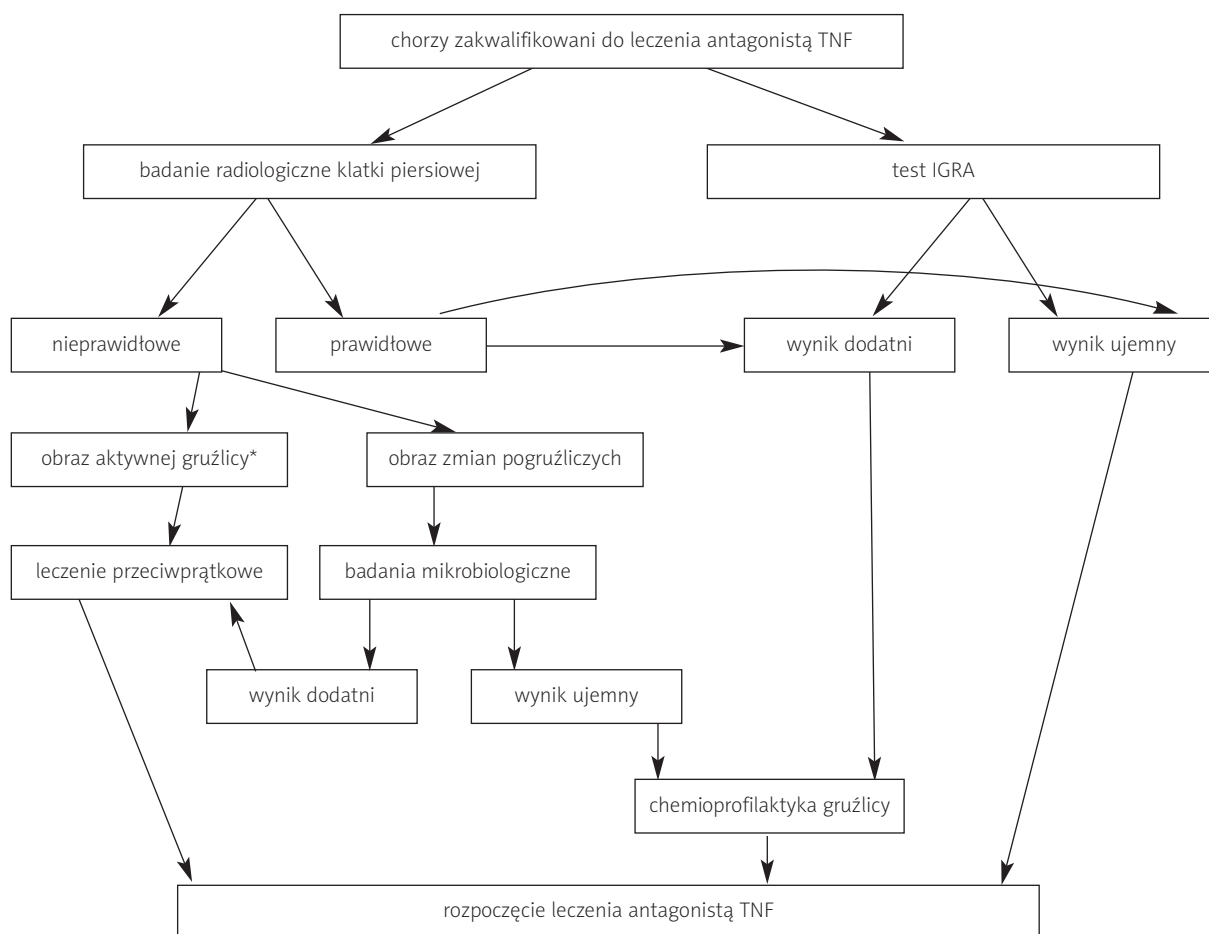 chorzy zakwalifikowani do leczenia antagonistą TNF
badanie radiologiczne klatki piersiowej
test IGRA
nieprawidłowe
prawidłowe
wynik dodatni
wynik ujemny
obraz aktywnej gruźlicy*
obraz zmian pogruźliczych
leczenie przeciwprątkowe
badania mikrobiologiczne
wynik dodatni
wynik ujemny
chemioprofilaktyka gruźlicy
rozpoczęcie leczenia antagonistą TNF